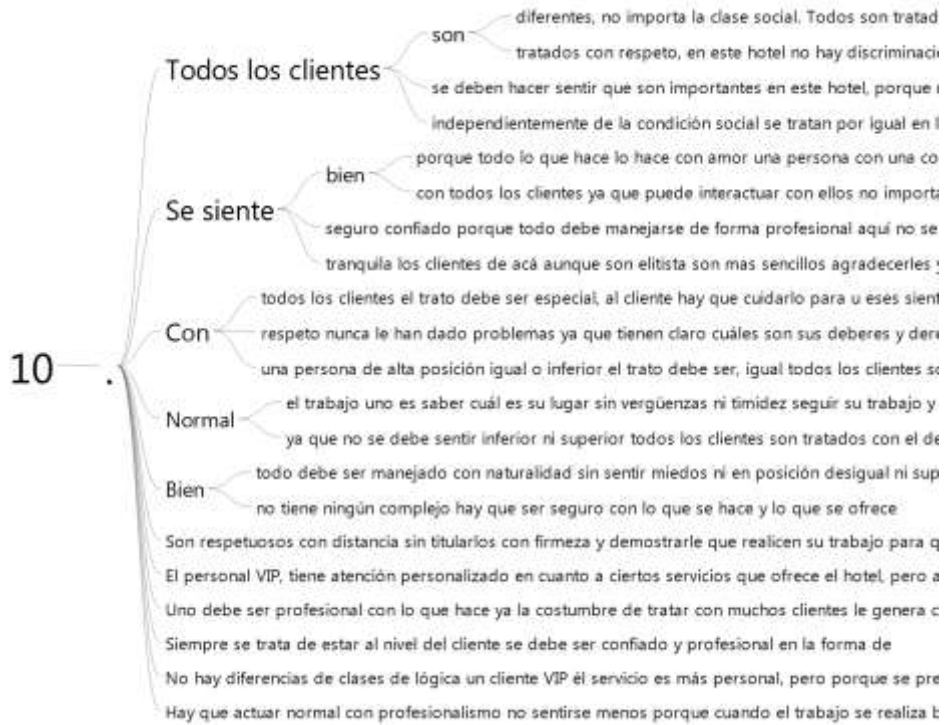 diferentes, no importa la clase social. Todos son tratad
son
tratados con respeto, en este hotel no hay discriminació
Todos los clientes
se deben hacer sentir que son importantes en este hotel, porque
independientemente de la condición social se tratan por igual en l
porque todo lo que hace lo hace con amor una persona con una co
bien
con todos los clientes ya que puede interactuar con ellos no importa
Se siente
seguro confiado porque todo debe manejarse de forma profesional aquí no se
tranquila los clientes de acá aunque son elitista son mas sencillos agradecerles y
todos los clientes el trato debe ser especial, al cliente hay que cuidarlo para u eses sient
Con
respeto nunca le han dado problemas ya que tienen claro cuáles son sus deberes y dere
10 .
una persona de alta posición igual o inferior el trato debe ser, igual todos los clientes so
el trabajo uno es saber cuál es su lugar sin vergüenzas ni timidez seguir su trabajo y
Normal
ya que no se debe sentir inferior ni superior todos los clientes son tratados con el de
todo debe ser manejado con naturalidad sin sentir miedos ni en posición desigual ni sup
Bien
no tiene ningún complejo hay que ser seguro con lo que se hace y lo que se ofrece
Son respetuosos con distancia sin titularlos con firmeza y demostrarle que realicen su trabajo para q
El personal VIP, tiene atención personalizado en cuanto a ciertos servicios que ofrece el hotel, pero a
Uno debe ser profesional con lo que hace ya la costumbre de tratar con muchos clientes le genera c
Siempre se trata de estar al nivel del cliente se debe ser confiado y profesional en la forma de
No hay diferencias de clases de lógica un cliente VIP él servicio es más personal, pero porque se pre
Hay que actuar normal con profesionalismo no sentirse menos porque cuando el trabajo se realiza b